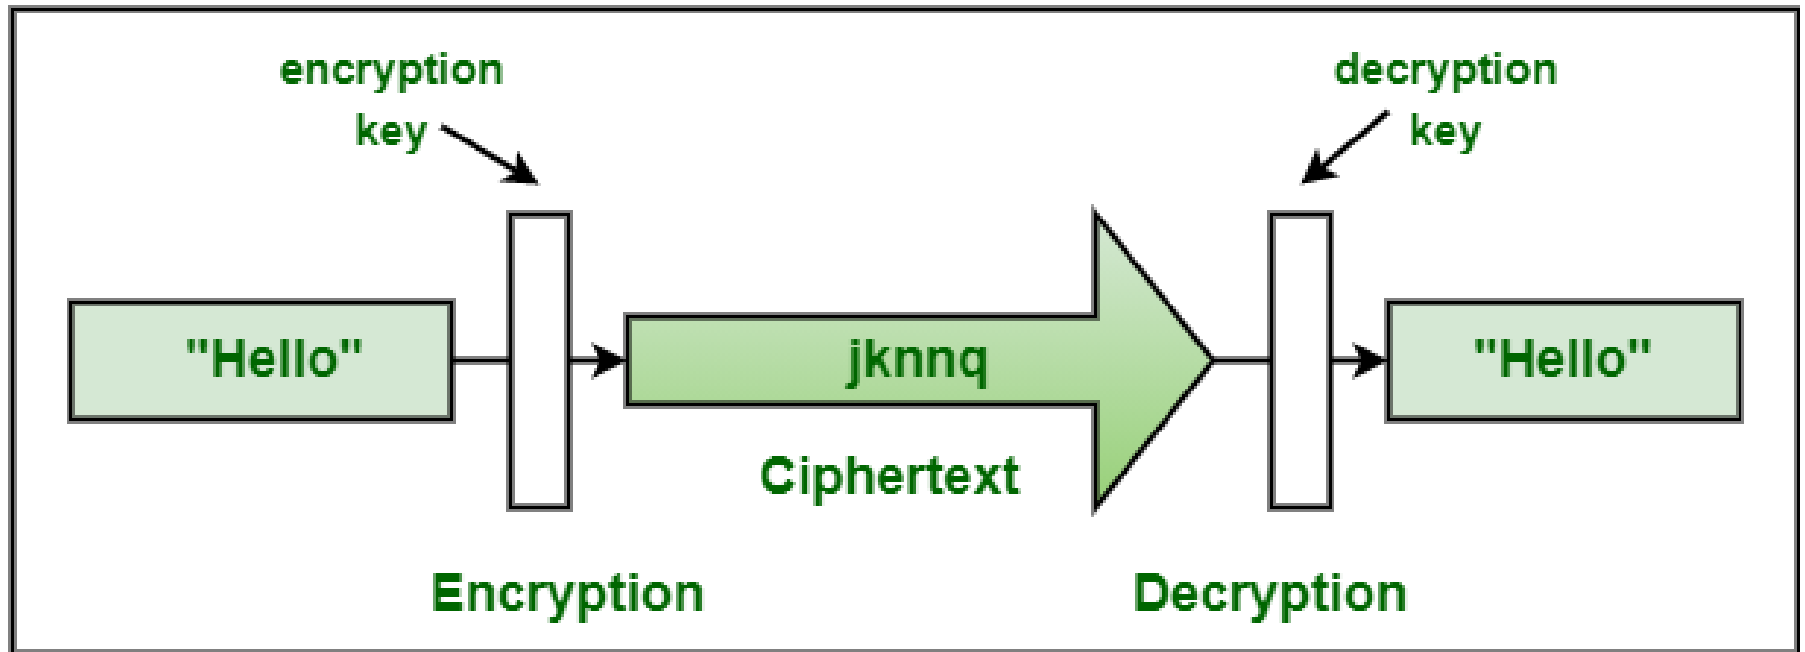 encryption
key
decryption
key
"Hello"
jknnq
"Hello"
Ciphertext
Encryption
Decryption